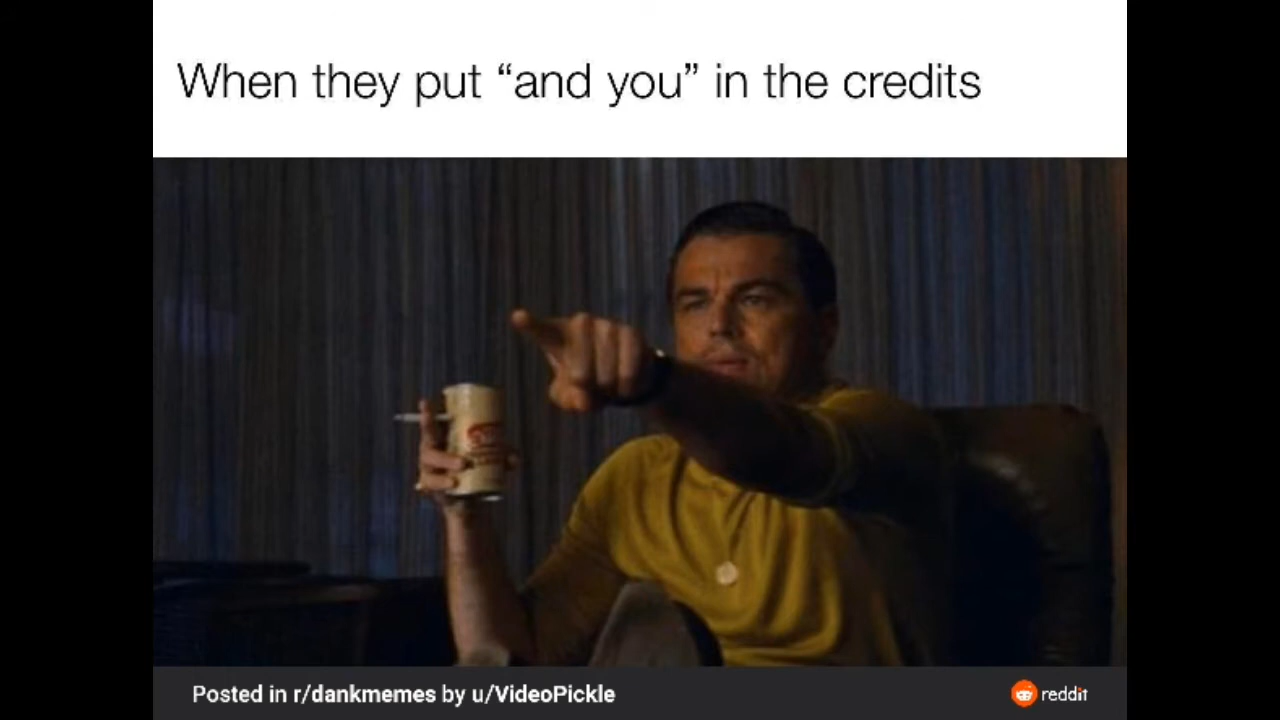 When they put “and you” in the credits
Posted in r/dankmemes by u/VideoPickle
reddit